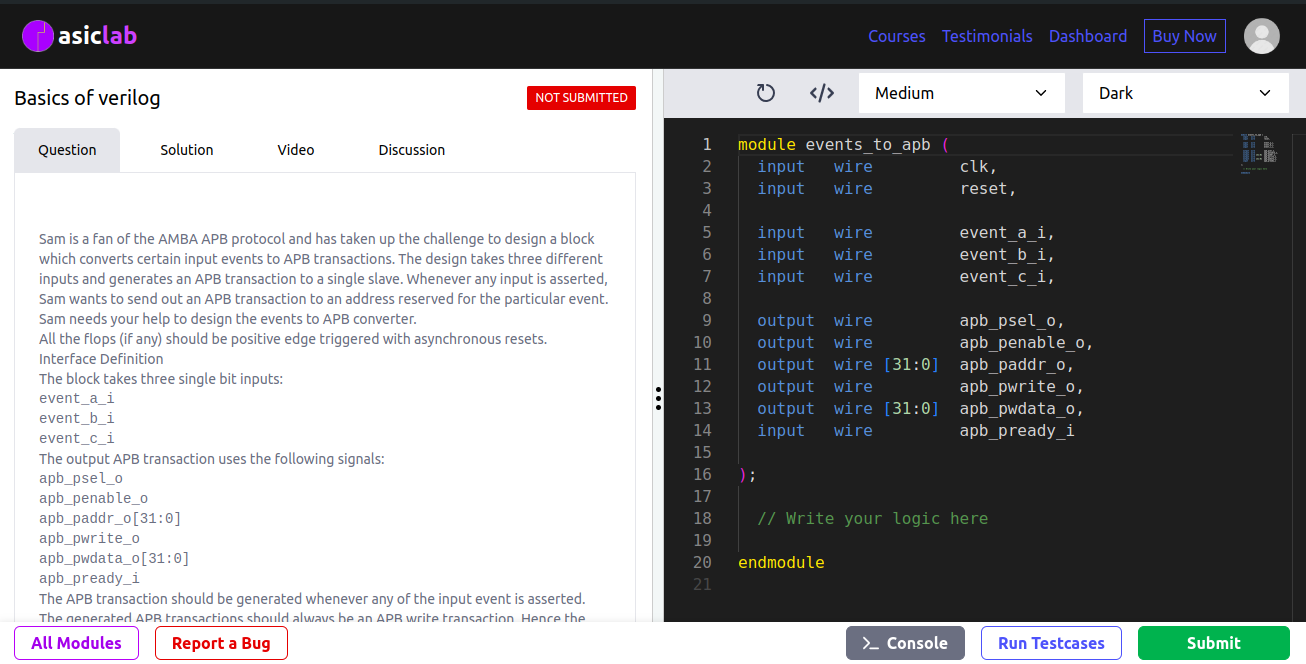 asiclab
Courses Testimonials Dashboard Buy Now
Basics of verilog
NOT SUBMITTED
Question Solution Video Discussion
Sam is a fan of the AMBA APB protocol and has taken up the challenge to design a block
which converts certain input events to APB transactions. The design takes three different
inputs and generates an APB transaction to a single slave. Whenever any input is asserted,
Sam wants to send out an APB transaction to an address reserved for the particular event.
Sam needs your help to design the events to APB converter.
All the flops (if any) should be positive edge triggered with asynchronous resets.
Interface Definition
The block takes three single bit inputs:
event_a_i
event_b_i
event_c_i
The output APB transaction uses the following signals:
apb_psel_o
apb_penable_o
apb_paddr_o[31:0]
apb_pwrite_o
apb_pwdata_o[31:0]
apb_pready_i
The APB transaction should be generated whenever any of the input event is asserted.
The generated APB transactions should always be an APB write transaction. Hence the
</> Medium Dark
1 module events_to_apb (
2 input wire clk,
3 input wire reset,
4
5 input wire event_a_i,
6 input wire event_b_i,
7 input wire event_c_i,
8
9 output wire apb_psel_o,
10 output wire apb_penable_o,
11 output wire [31:0] apb_paddr_o,
12 output wire apb_pwrite_o,
13 output wire [31:0] apb_pwdata_o,
14 input wire apb_pready_i
15
16 );
17
18 // Write your logic here
19
20 endmodule
21
All Modules Report a Bug >_ Console Run Testcases Submit